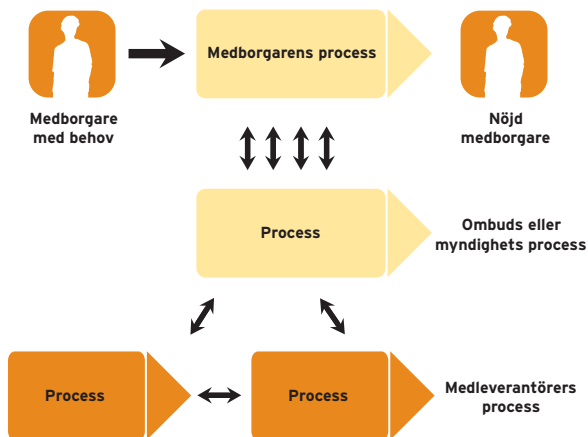 Medborgarens process
Medborgare
med behov
Nöjd
medborgare
Process
Ombuds eller
myndighets process
Process
Process
Medleverantörers
process